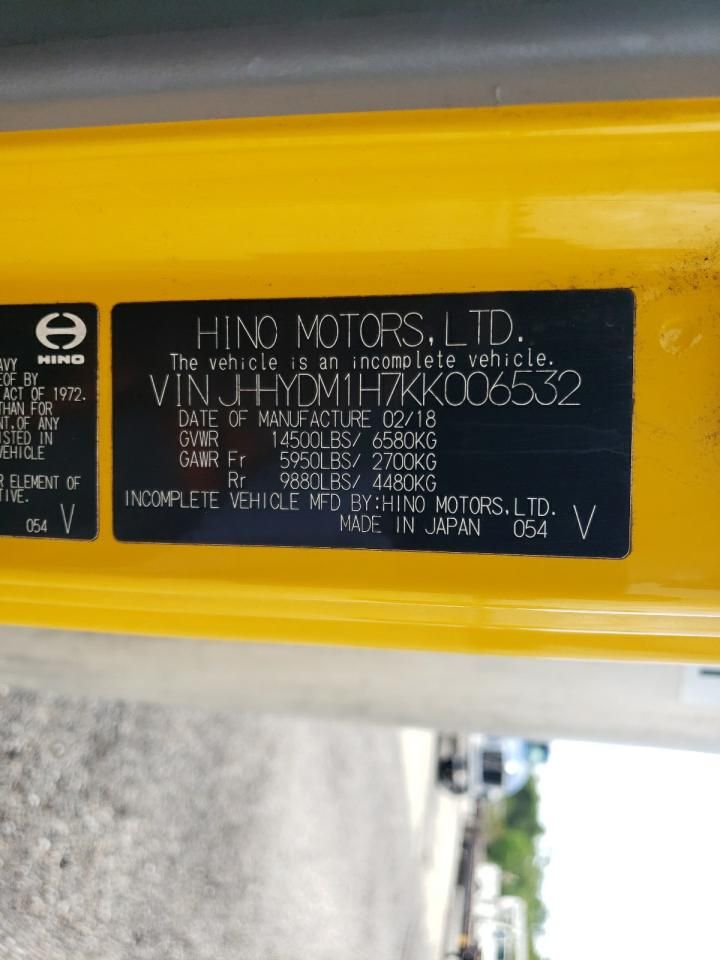 HINO
AVY
EOF BY
ACT OF 1972.
THAN FOR
NT.OF ANY
ISTED IN
VEHICLE
R ELEMENT OF
TIVE.
054 V
HINO MOTORS,LTD.
The vehicle is an incomplete vehicle.
VIN JHHYDM1H7KK006532
DATE OF MANUFACTURE 02/18
GVWR 14500LBS/ 6580KG
GAWR Fr 5950LBS/ 2700KG
Rr 9880LBS/ 4480KG
INCOMPLETE VEHICLE MFD BY:HINO MOTORS,LTD.
MADE IN JAPAN 054 V